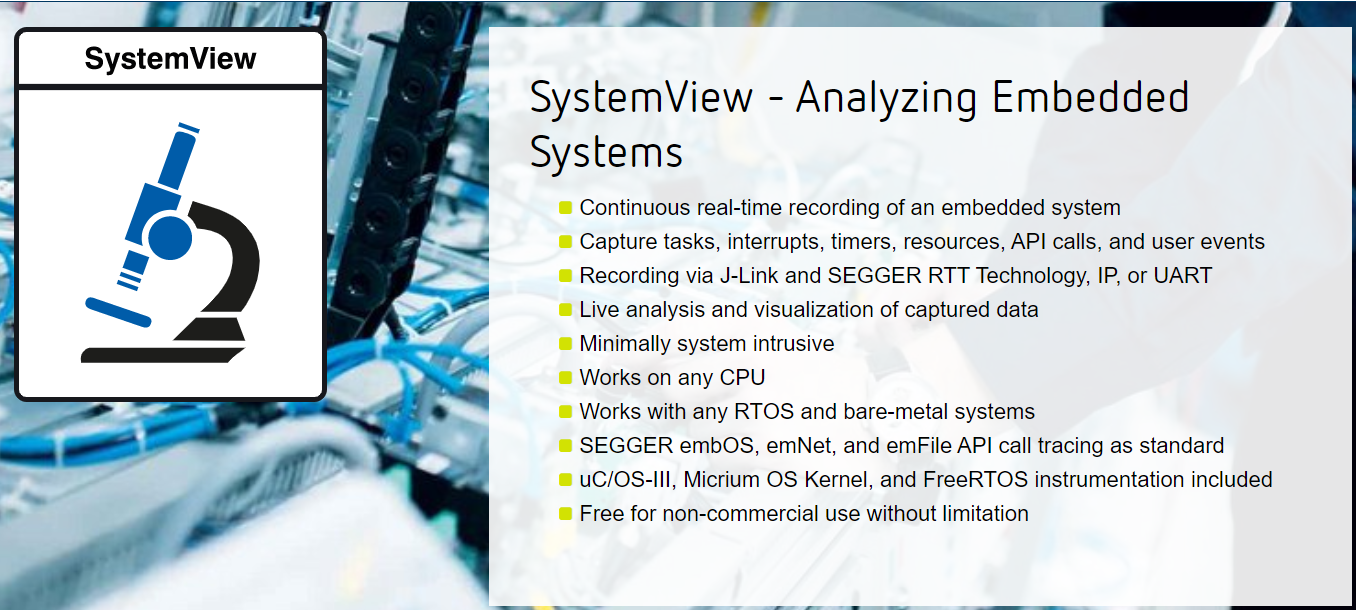 SystemView
SystemView - Analyzing Embedded
Systems
Continuous real-time recording of an embedded system
Capture tasks, interrupts, timers, resources, API calls, and user events
Recording via J-Link and SEGGER RTT Technology, IP, or UART
Live analysis and visualization of captured data
Minimally system intrusive
Works on any CPU
Works with any RTOS and bare-metal systems
SEGGER embOS, emNet, and emFile API call tracing as standard
uC/OS-III, Micrium OS Kernel, and FreeRTOS instrumentation included
Free for non-commercial use without limitation